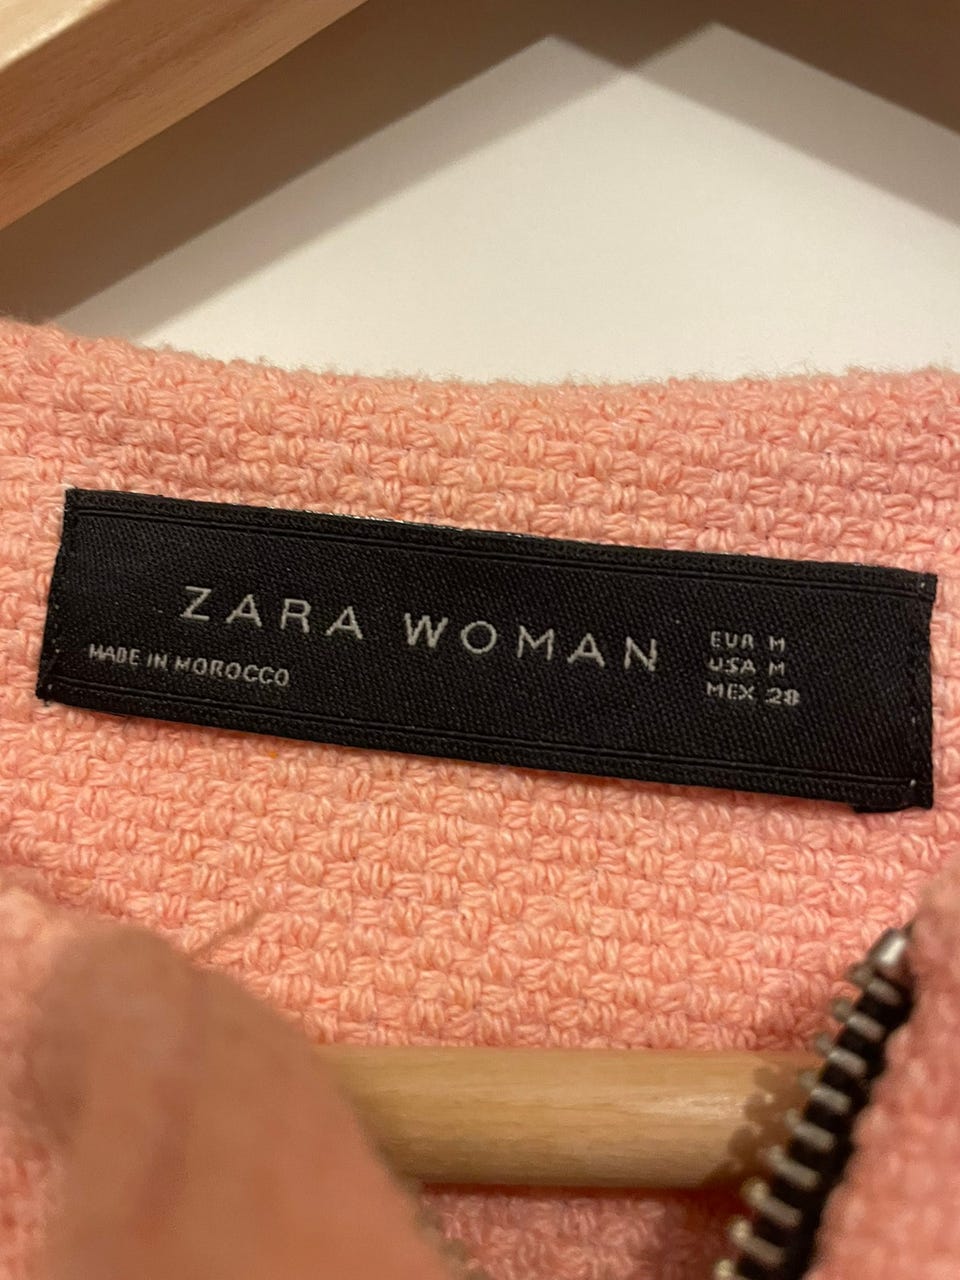 ZARA WOMAN
MADE IN MOROCCO
EUR M
USA M
MEX 28